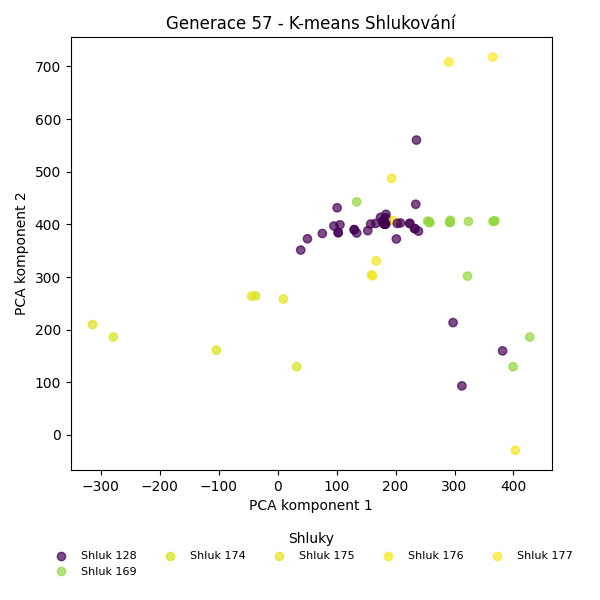 Generace 57 - K-means Shlukování
PCA komponent 2
700
600
500
400
300
200
100
0
−300 −200 −100 0 100 200 300 400
PCA komponent 1
Shluky
Shluk 128 Shluk 174 Shluk 175 Shluk 176 Shluk 177
Shluk 169